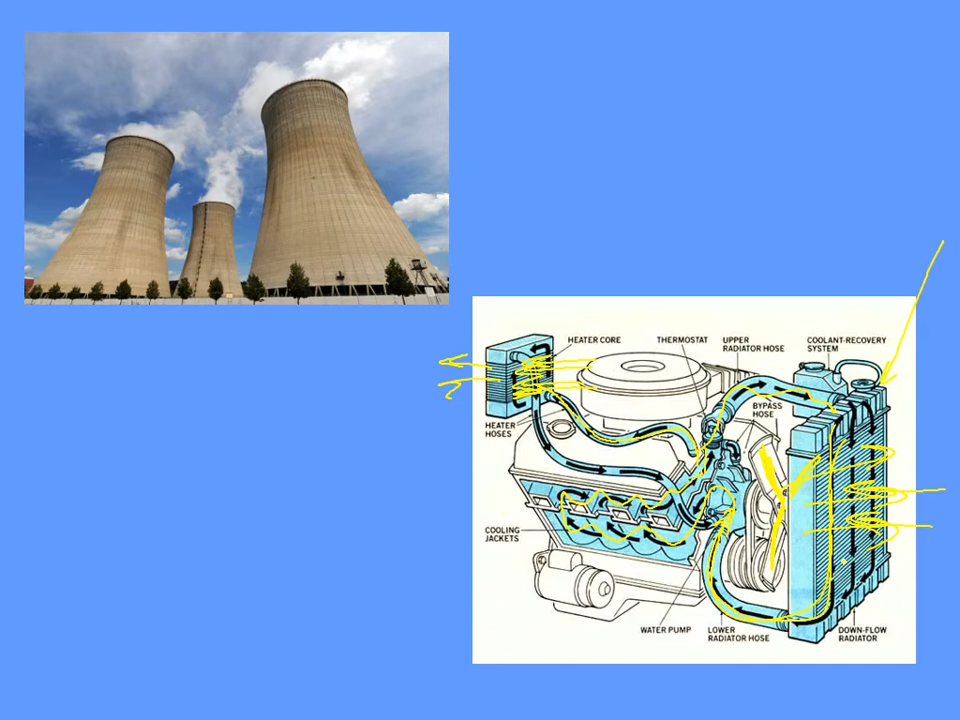 HEATER CORE
THERMOSTAT
UPPER
RADIATOR HOSE
COOLANT-RECOVERY
SYSTEM
BYPASS
HOSE
HEATER
HOSES
COOLING
JACKETS
WATER PUMP
LOWER
RADIATOR HOSE
DOWN-FLOW
RADIATOR